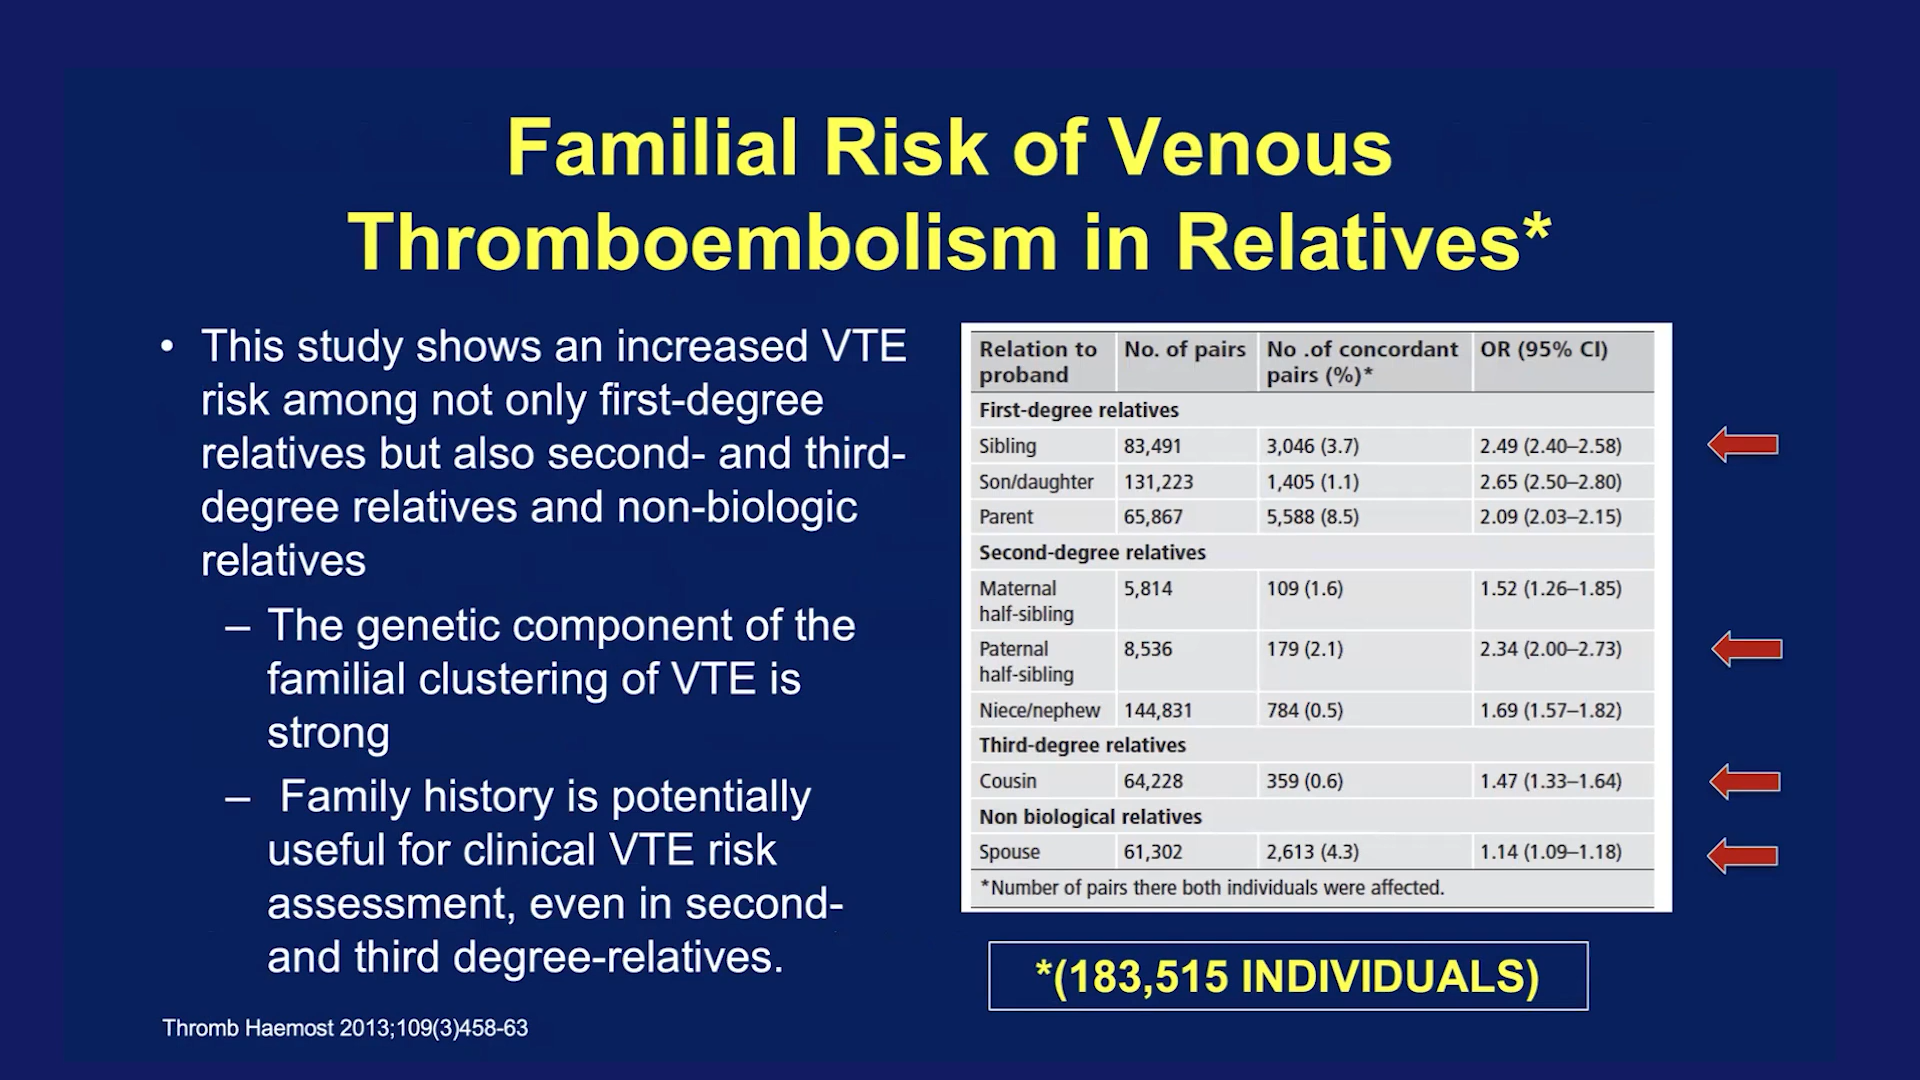 Familial Risk of Venous
Thromboembolism in Relatives*
• This study shows an increased VTE
risk among not only first-degree
relatives but also second- and third-
degree relatives and non-biologic
relatives
– The genetic component of the
familial clustering of VTE is
strong
– Family history is potentially
useful for clinical VTE risk
assessment, even in second-
and third degree-relatives.
Thromb Haemost 2013;109(3)458-63
Relation to proband No. of pairs No .of concordant pairs (%)* OR (95% CI)
First-degree relatives
Sibling 83,491 3,046 (3.7) 2.49 (2.40–2.58)
Son/daughter 131,223 1,405 (1.1) 2.65 (2.50–2.80)
Parent 65,867 5,588 (8.5) 2.09 (2.03–2.15)
Second-degree relatives
Maternal half-sibling 5,814 109 (1.6) 1.52 (1.26–1.85)
Paternal half-sibling 8,536 179 (2.1) 2.34 (2.00–2.73)
Niece/nephew 144,831 784 (0.5) 1.69 (1.57–1.82)
Third-degree relatives
Cousin 64,228 359 (0.6) 1.47 (1.33–1.64)
Non biological relatives
Spouse 61,302 2,613 (4.3) 1.14 (1.09–1.18)
*Number of pairs there both individuals were affected.
*(183,515 INDIVIDUALS)